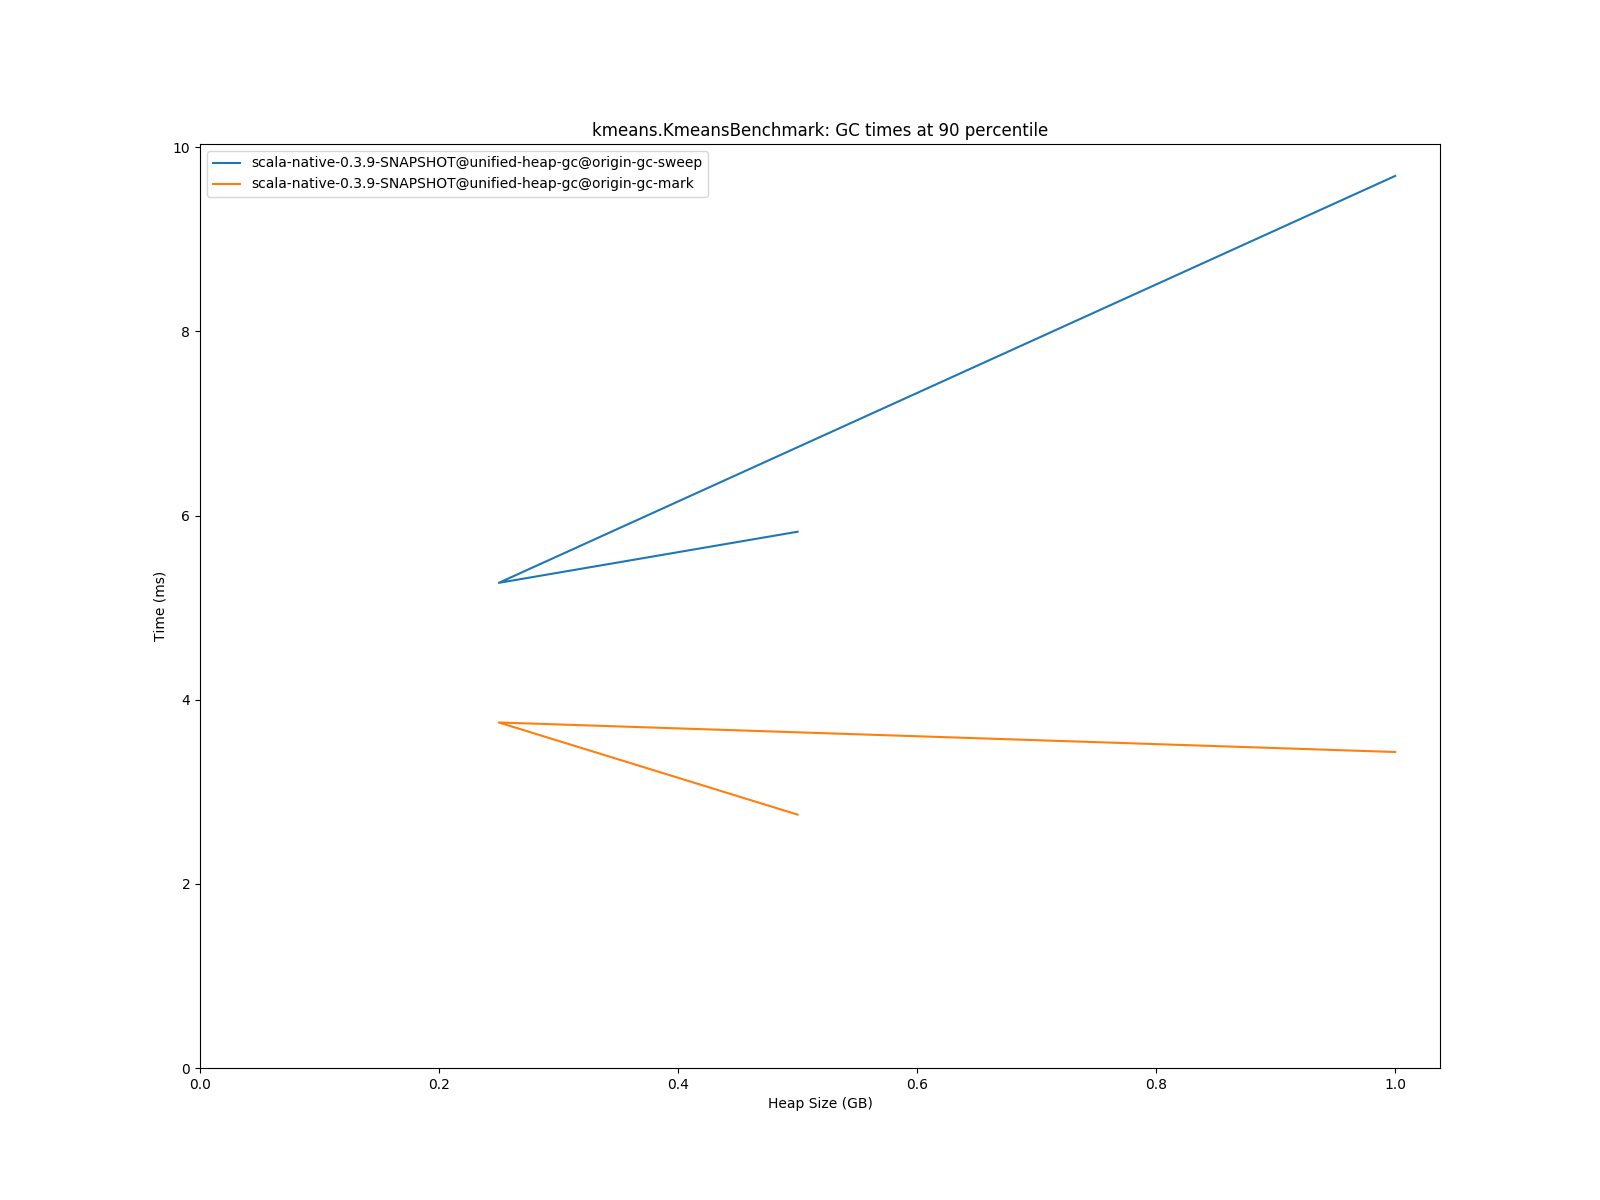 kmeans.KmeansBenchmark: GC times at 90 percentile
scala-native-0.3.9-SNAPSHOT@unified-heap-gc@origin-gc-sweep
scala-native-0.3.9-SNAPSHOT@unified-heap-gc@origin-gc-mark
10
8
6
4
2
0
Time (ms)
0.0 0.2 0.4 0.6 0.8 1.0
Heap Size (GB)